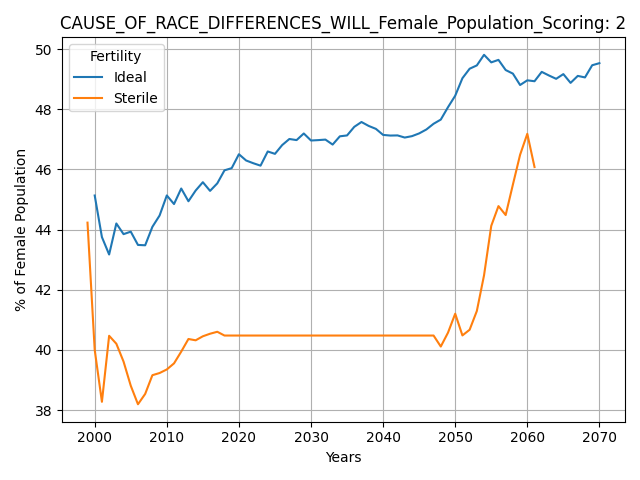 CAUSE_OF_RACE_DIFFERENCES_WILL_Female_Population_Scoring: 2
Fertility
Ideal
Sterile
% of Female Population
50
48
46
44
42
40
38
2000 2010 2020 2030 2040 2050 2060 2070
Years